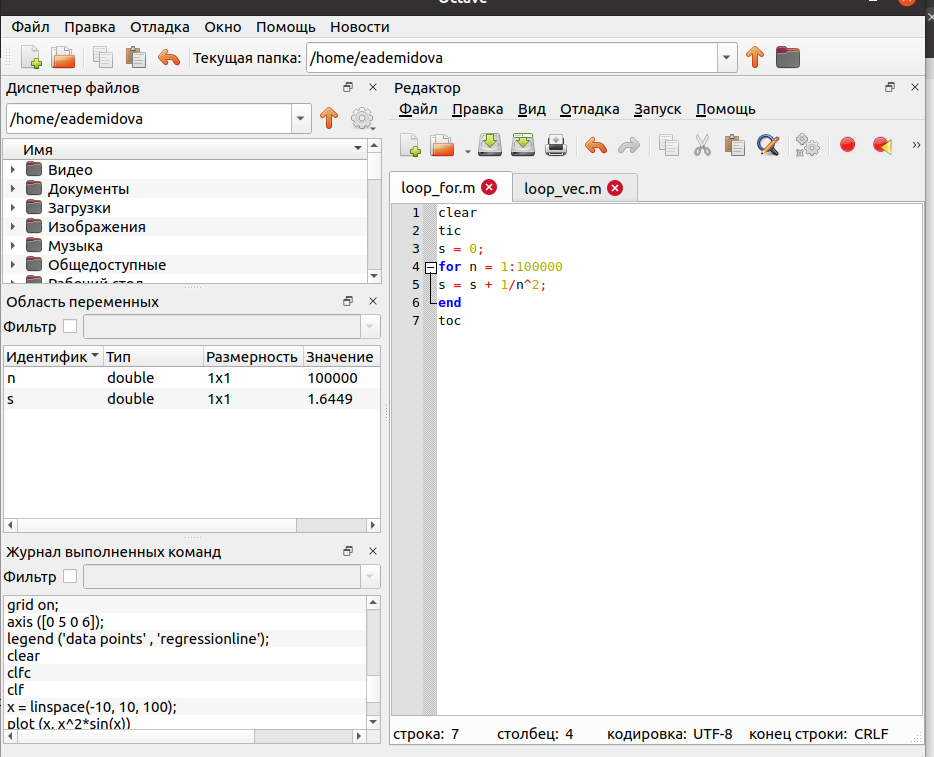 Octave
Файл Правка Отладка Окно Помощь Новости
Текущая папка: /home/eademidova
Диспетчер файлов
/home/eademidova
Имя
Видео
Документы
Загрузки
Изображения
Музыка
Общедоступные
Рабочий стол
Область переменных
Фильтр
Идентифик Тип Размерность Значение
n double 1x1 100000
s double 1x1 1.6449
Журнал выполненных команд
Фильтр
grid on;
axis ([0 5 0 6]);
legend ('data points' , 'regressionline');
clear
clfc
clf
x = linspace(-10, 10, 100);
plot (x, x^2*sin(x))
Редактор
Файл Правка Вид Отладка Запуск Помощь
»
loop_for.m loop_vec.m
1 clear
2 tic
3 s = 0;
4 for n = 1:100000
5 s = s + 1/n^2;
6 end
7 toc
строка: 7 столбец: 4 кодировка: UTF-8 конец строки: CRLF